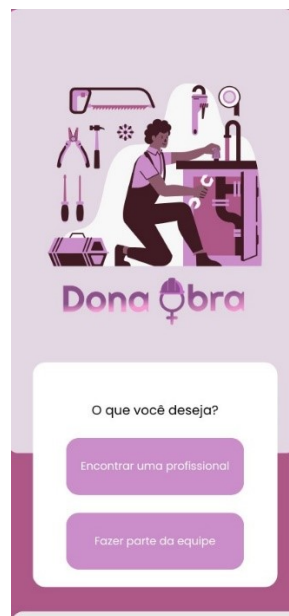 Dona Obra
O que você deseja?
Encontrar uma profissional
Fazer parte da equipe